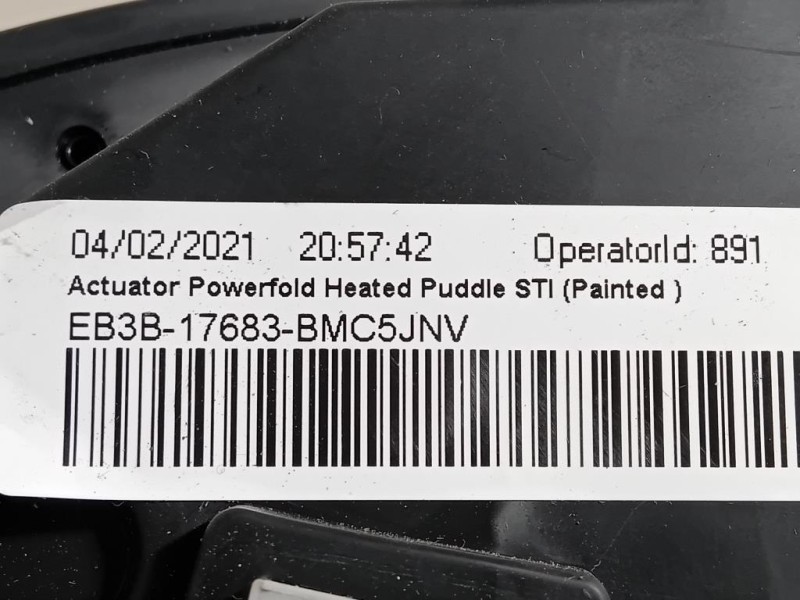 04/02/2021 20:57:42 OperatorId: 891
Actuator Powerfold Heated Puddle STI (Painted )
EB3B-17683-BMC5JNV